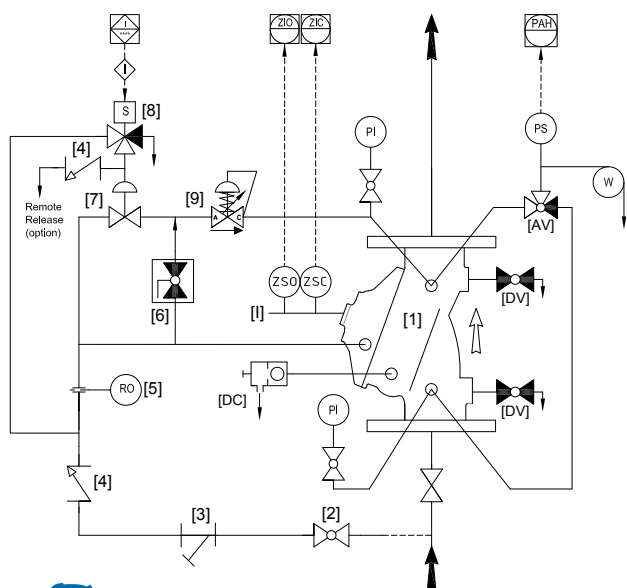 I
****
ZIO
ZIC
PAH
I
S
[8]
[4]
PI
PS
[7]
[9]
W
Remote
Release
(option)
A
C
[AV]
ZSO
ZSC
[DV]
[I]
[1]
[6]
[5]
RO
[DC]
PI
[DV]
[4]
[3]
[2]